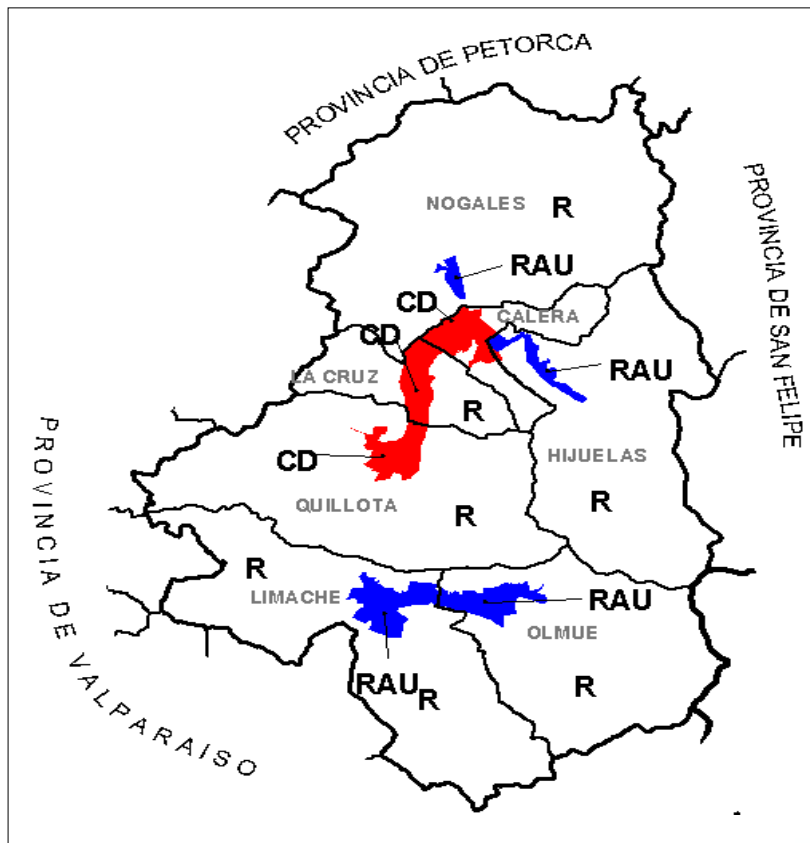 PROVINCIA DE PETORCA
PROVINCIA DE SAN FELIPE
NOGALES
R
RAU
CD
CALERA
CD
LA CRUZ
RAU
R
HIJUELAS
CD
QUILLOTA
R
R
R
LIMACHE
RAU
OLMUE
RAU
R
R
PROVINCIA DE VALPARAISO